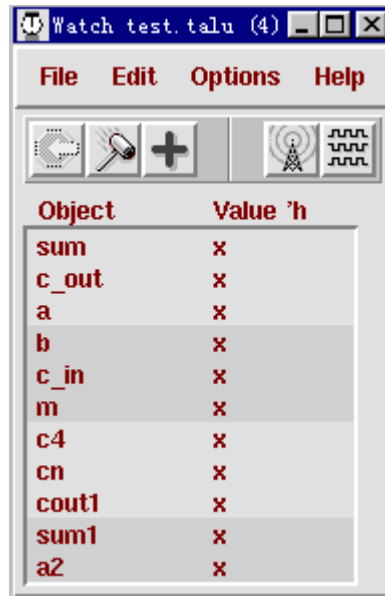 Watch test.talu (4)
File Edit Options Help
Object Value 'h
sum x
c_out x
a x
b x
c_in x
m x
c4 x
cn x
cout1 x
sum1 x
a2 x